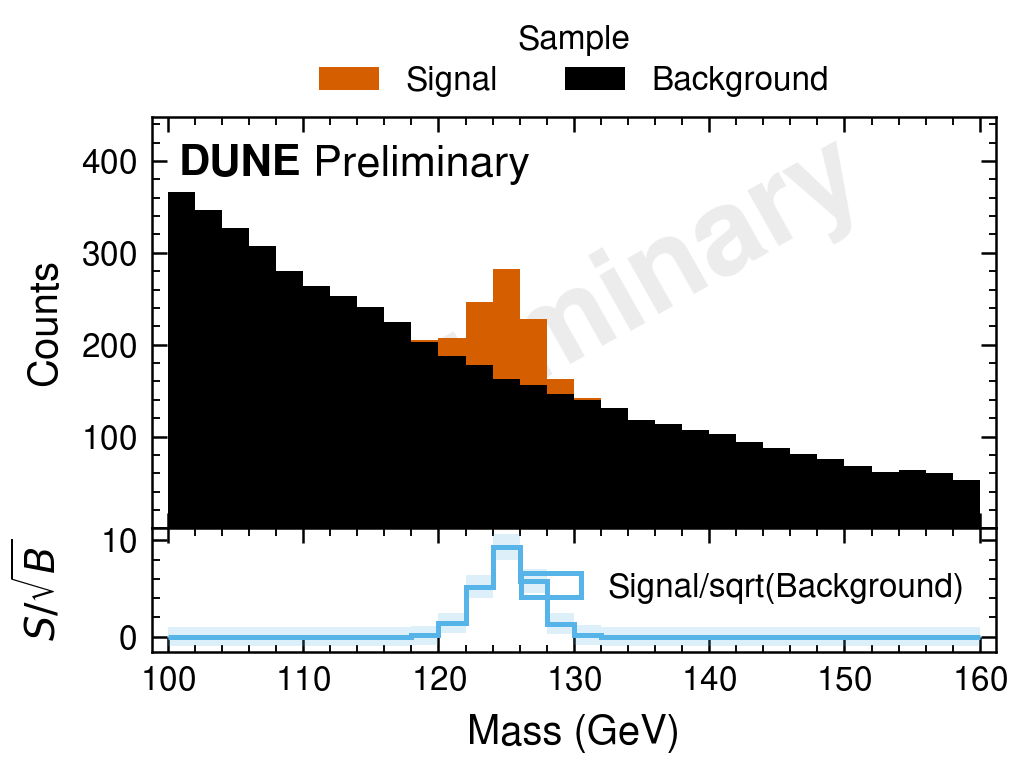 Sample
Signal Background
DUNE Preliminary
minary
400
300
200
100
Counts
10
0
S/√B
Signal/sqrt(Background)
100 110 120 130 140 150 160
Mass (GeV)